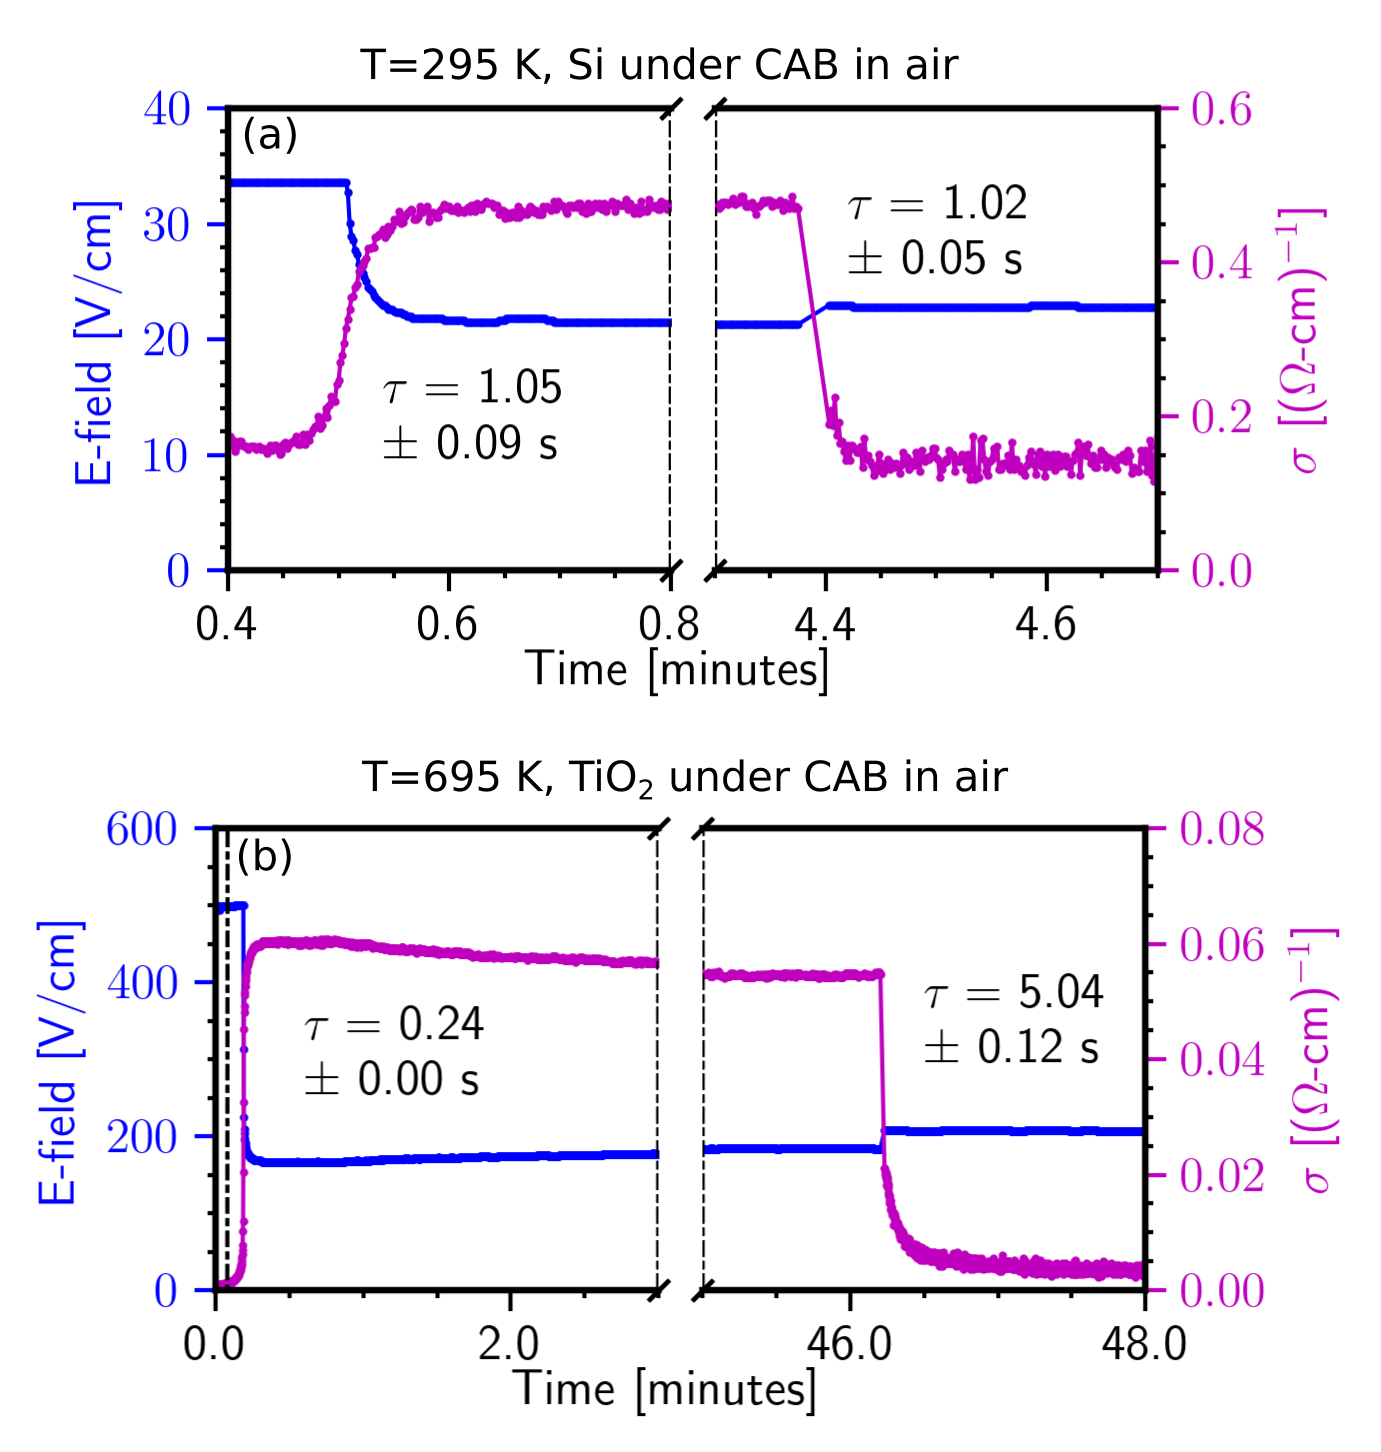 T=295 K, Si under CAB in air
(a)
40
30
20
10
0
E-field [V/cm]
τ = 1.05
± 0.09 s
τ = 1.02
± 0.05 s
0.6
0.4
0.2
0.0
σ [(Ω-cm)⁻¹]
0.4 0.6 0.8 4.4 4.6
Time [minutes]
T=695 K, TiO₂ under CAB in air
(b)
600
400
200
0
E-field [V/cm]
τ = 0.24
± 0.00 s
τ = 5.04
± 0.12 s
0.08
0.06
0.04
0.02
0.00
σ [(Ω-cm)⁻¹]
0.0 2.0 46.0 48.0
Time [minutes]